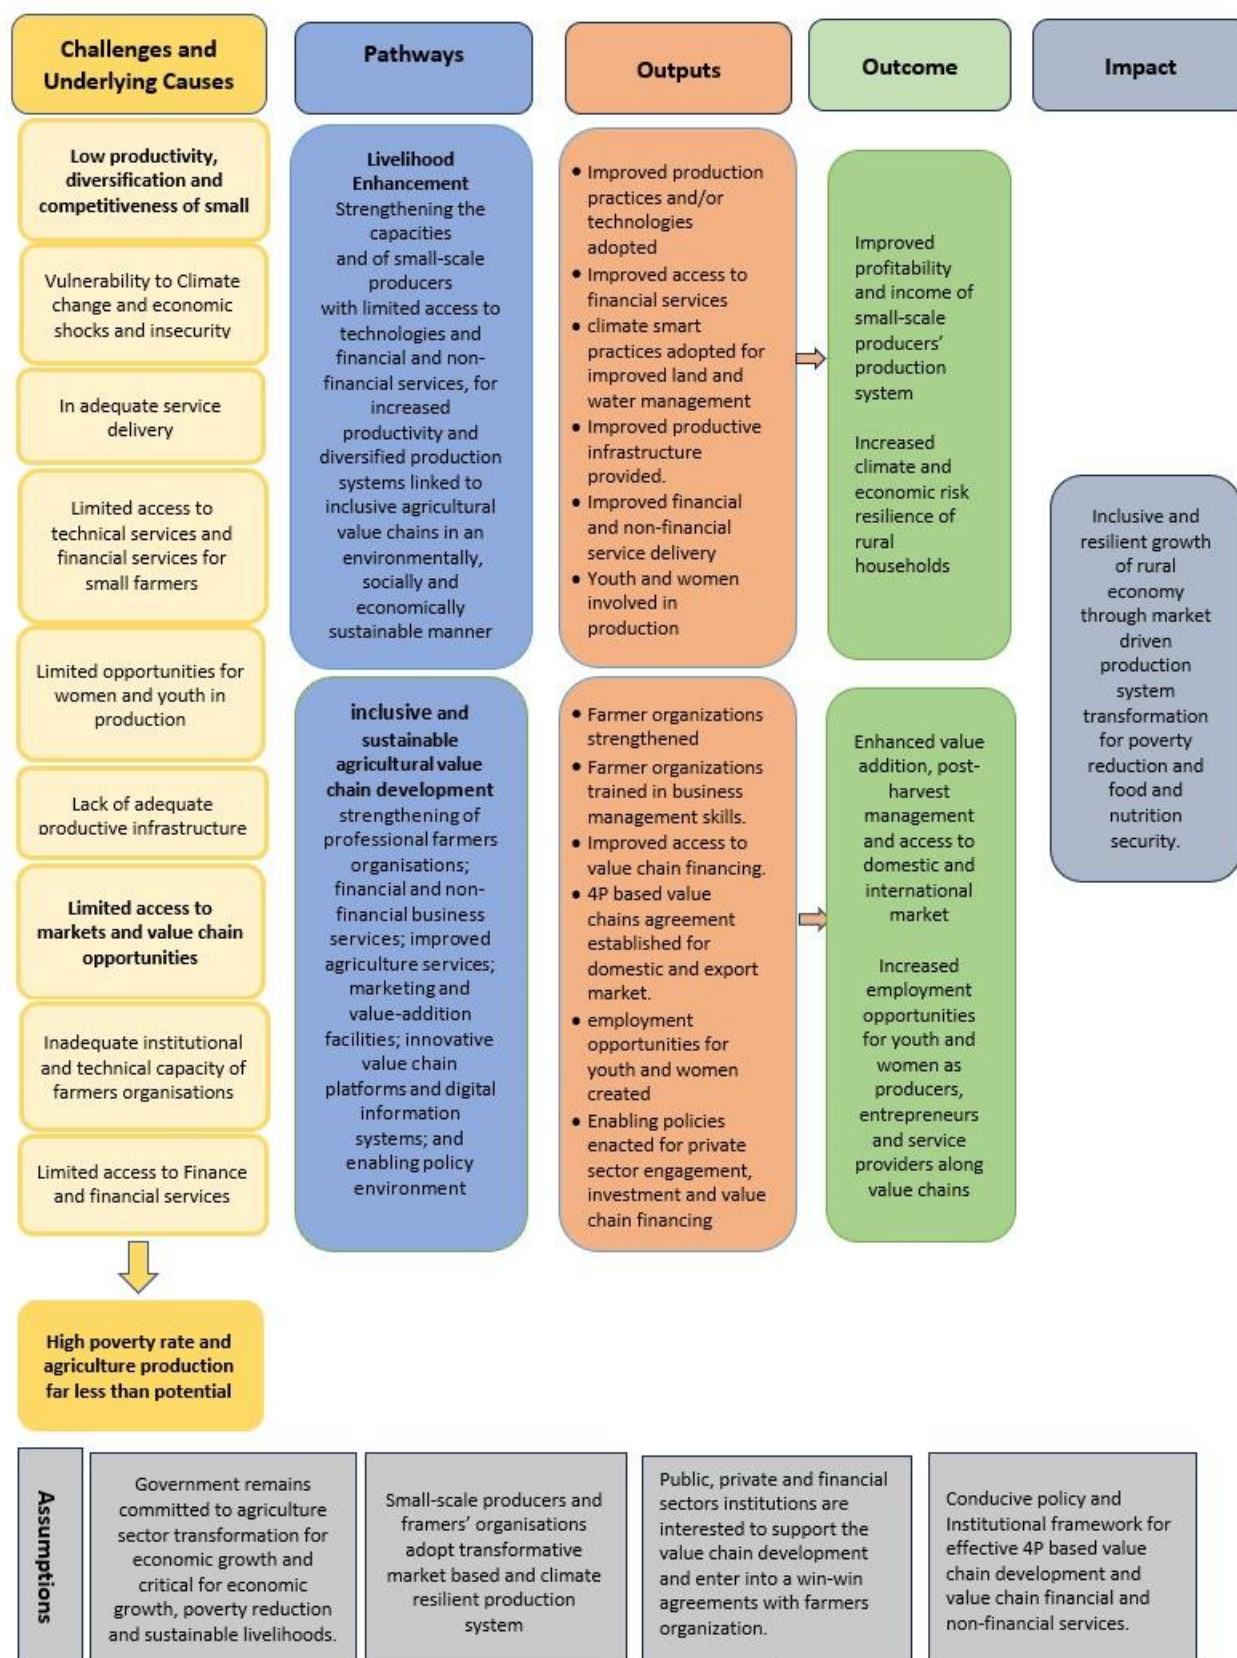 Challenges and
Underlying Causes
Pathways
Outputs
Outcome
Impact
Low productivity,
diversification and
competitiveness of small
Vulnerability to Climate
change and economic
shocks and insecurity
In adequate service
delivery
Limited access to
technical services and
financial services for
small farmers
Limited opportunities for
women and youth in
production
Lack of adequate
productive infrastructure
Limited access to
markets and value chain
opportunities
Inadequate institutional
and technical capacity of
farmers organisations
Limited access to Finance
and financial services
High poverty rate and
agriculture production
far less than potential
Livelihood
Enhancement
Strengthening the
capacities
and of small-scale
producers
with limited access to
technologies and
financial and non-
financial services, for
increased
productivity and
diversified production
systems linked to
inclusive agricultural
value chains in an
environmentally,
socially and
economically
sustainable manner
inclusive and
sustainable
agricultural value
chain development
strengthening of
professional farmers
organisations;
financial and non-
financial business
services; improved
agriculture services;
marketing and
value-addition
facilities; innovative
value chain
platforms and digital
information
systems; and
enabling policy
environment
• Improved production
practices and/or
technologies
adopted
• Improved access to
financial services
• climate smart
practices adopted for
improved land and
water management
• Improved productive
infrastructure
provided.
• Improved financial
and non-financial
service delivery
• Youth and women
involved in
production
• Farmer organizations
strengthened
• Farmer organizations
trained in business
management skills.
• Improved access to
value chain financing.
• 4P based value
chains agreement
established for
domestic and export
market.
• employment
opportunities for
youth and women
created
• Enabling policies
enacted for private
sector engagement,
investment and value
chain financing
Improved
profitability
and income of
small-scale
producers’
production
system
Increased
climate and
economic risk
resilience of
rural
households
Enhanced value
addition, post-
harvest
management
and access to
domestic and
international
market
Increased
employment
opportunities
for youth and
women as
producers,
entrepreneurs
and service
providers along
value chains
Inclusive and
resilient growth
of rural
economy
through market
driven
production
system
transformation
for poverty
reduction and
food and
nutrition
security.
Assumptions
Government remains
committed to agriculture
sector transformation for
economic growth and
critical for economic
growth, poverty reduction
and sustainable livelihoods.
Small-scale producers and
framers’ organisations
adopt transformative
market based and climate
resilient production
system
Public, private and financial
sectors institutions are
interested to support the
value chain development
and enter into a win-win
agreements with farmers
organization.
Conducive policy and
Institutional framework for
effective 4P based value
chain development and
value chain financial and
non-financial services.